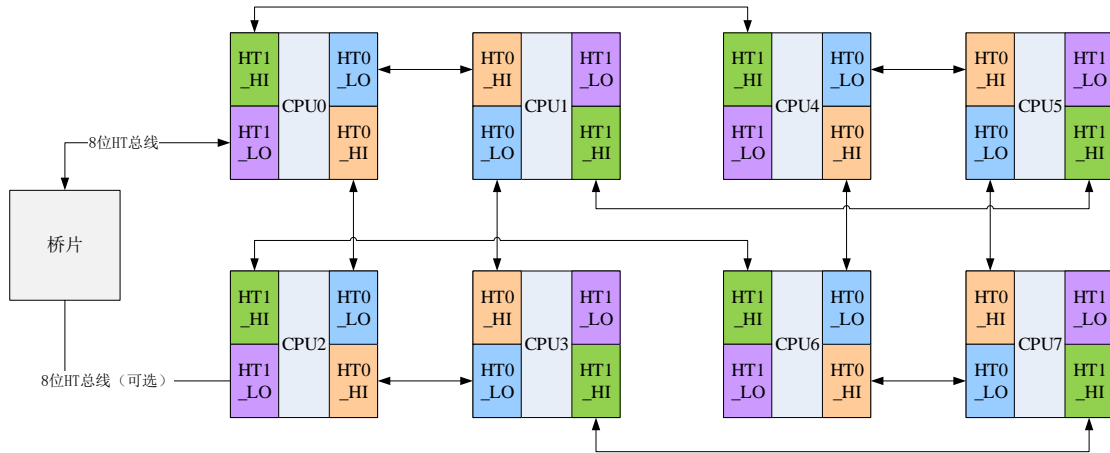 HT1
_HI
HT1
_LO
CPU0
HT0
_LO
HT0
_HI
HT0
_HI
HT0
_LO
CPU1
HT1
_LO
HT1
_HI
HT1
_HI
HT1
_LO
CPU4
HT0
_LO
HT0
_HI
HT0
_HI
HT0
_LO
CPU5
HT1
_LO
HT1
_HI
8位HT总线
桥片
8位HT总线（可选）
HT1
_HI
HT1
_LO
CPU2
HT0
_LO
HT0
_HI
HT0
_HI
HT0
_LO
CPU3
HT1
_LO
HT1
_HI
HT1
_HI
HT1
_LO
CPU6
HT0
_LO
HT0
_HI
HT0
_HI
HT0
_LO
CPU7
HT1
_LO
HT1
_HI